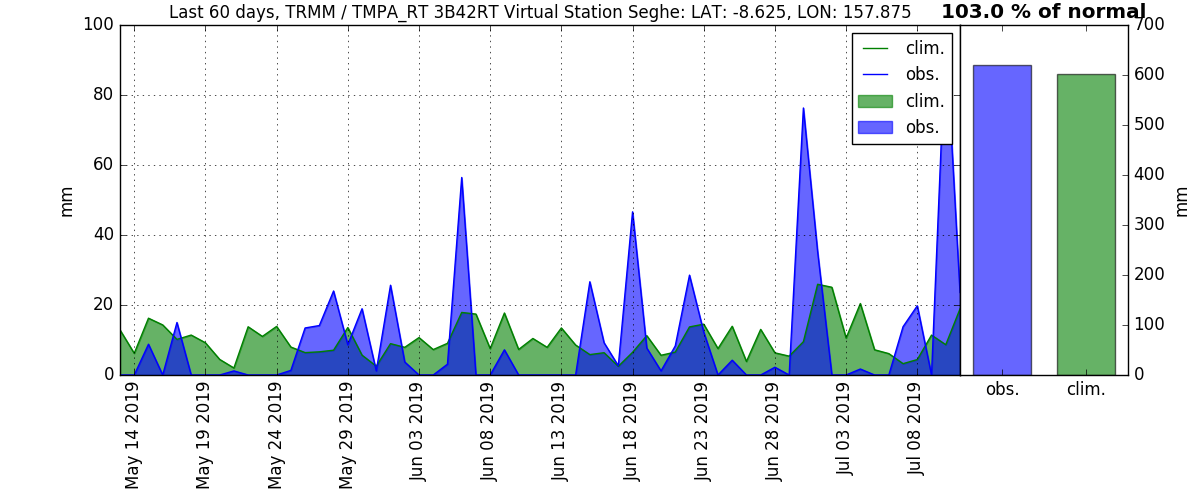 Last 60 days, TRMM / TMPA_RT 3B42RT Virtual Station Seghe: LAT: -8.625, LON: 157.875
103.0 % of normal
100
80
60
40
20
0
mm
clim.
obs.
clim.
obs.
700
600
500
400
300
200
100
0
mm
May 14 2019
May 19 2019
May 24 2019
May 29 2019
Jun 03 2019
Jun 08 2019
Jun 13 2019
Jun 18 2019
Jun 23 2019
Jun 28 2019
Jul 03 2019
Jul 08 2019
obs.
clim.